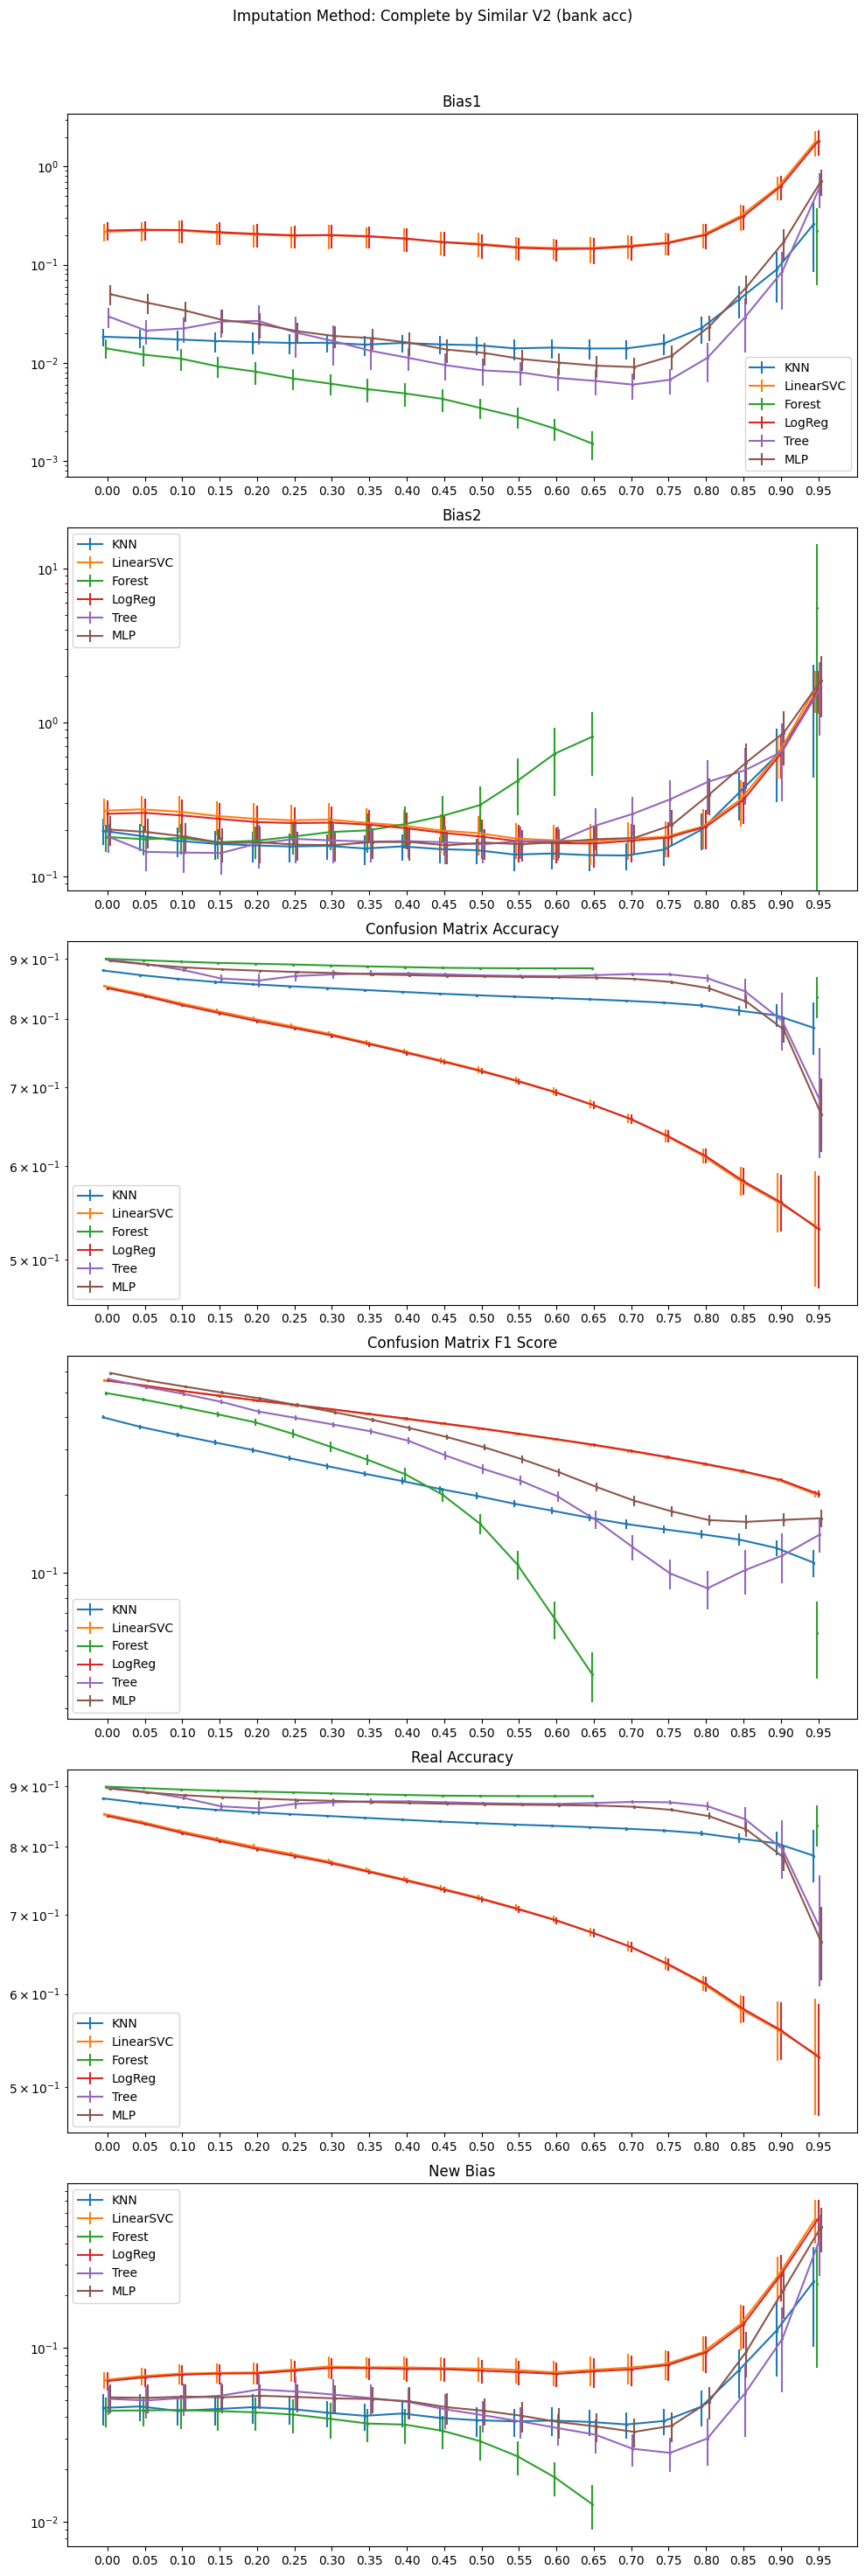 Imputation Method: Complete by Similar V2 (bank acc)
Bias1
10⁰
10⁻¹
10⁻²
10⁻³
KNN
LinearSVC
Forest
LogReg
Tree
MLP
0.00 0.05 0.10 0.15 0.20 0.25 0.30 0.35 0.40 0.45 0.50 0.55 0.60 0.65 0.70 0.75 0.80 0.85 0.90 0.95
Bias2
10¹
10⁰
10⁻¹
KNN
LinearSVC
Forest
LogReg
Tree
MLP
0.00 0.05 0.10 0.15 0.20 0.25 0.30 0.35 0.40 0.45 0.50 0.55 0.60 0.65 0.70 0.75 0.80 0.85 0.90 0.95
Confusion Matrix Accuracy
9 × 10⁻¹
8 × 10⁻¹
7 × 10⁻¹
6 × 10⁻¹
5 × 10⁻¹
KNN
LinearSVC
Forest
LogReg
Tree
MLP
0.00 0.05 0.10 0.15 0.20 0.25 0.30 0.35 0.40 0.45 0.50 0.55 0.60 0.65 0.70 0.75 0.80 0.85 0.90 0.95
Confusion Matrix F1 Score
10⁻¹
KNN
LinearSVC
Forest
LogReg
Tree
MLP
0.00 0.05 0.10 0.15 0.20 0.25 0.30 0.35 0.40 0.45 0.50 0.55 0.60 0.65 0.70 0.75 0.80 0.85 0.90 0.95
Real Accuracy
9 × 10⁻¹
8 × 10⁻¹
7 × 10⁻¹
6 × 10⁻¹
5 × 10⁻¹
KNN
LinearSVC
Forest
LogReg
Tree
MLP
0.00 0.05 0.10 0.15 0.20 0.25 0.30 0.35 0.40 0.45 0.50 0.55 0.60 0.65 0.70 0.75 0.80 0.85 0.90 0.95
New Bias
10⁻¹
10⁻²
KNN
LinearSVC
Forest
LogReg
Tree
MLP
0.00 0.05 0.10 0.15 0.20 0.25 0.30 0.35 0.40 0.45 0.50 0.55 0.60 0.65 0.70 0.75 0.80 0.85 0.90 0.95